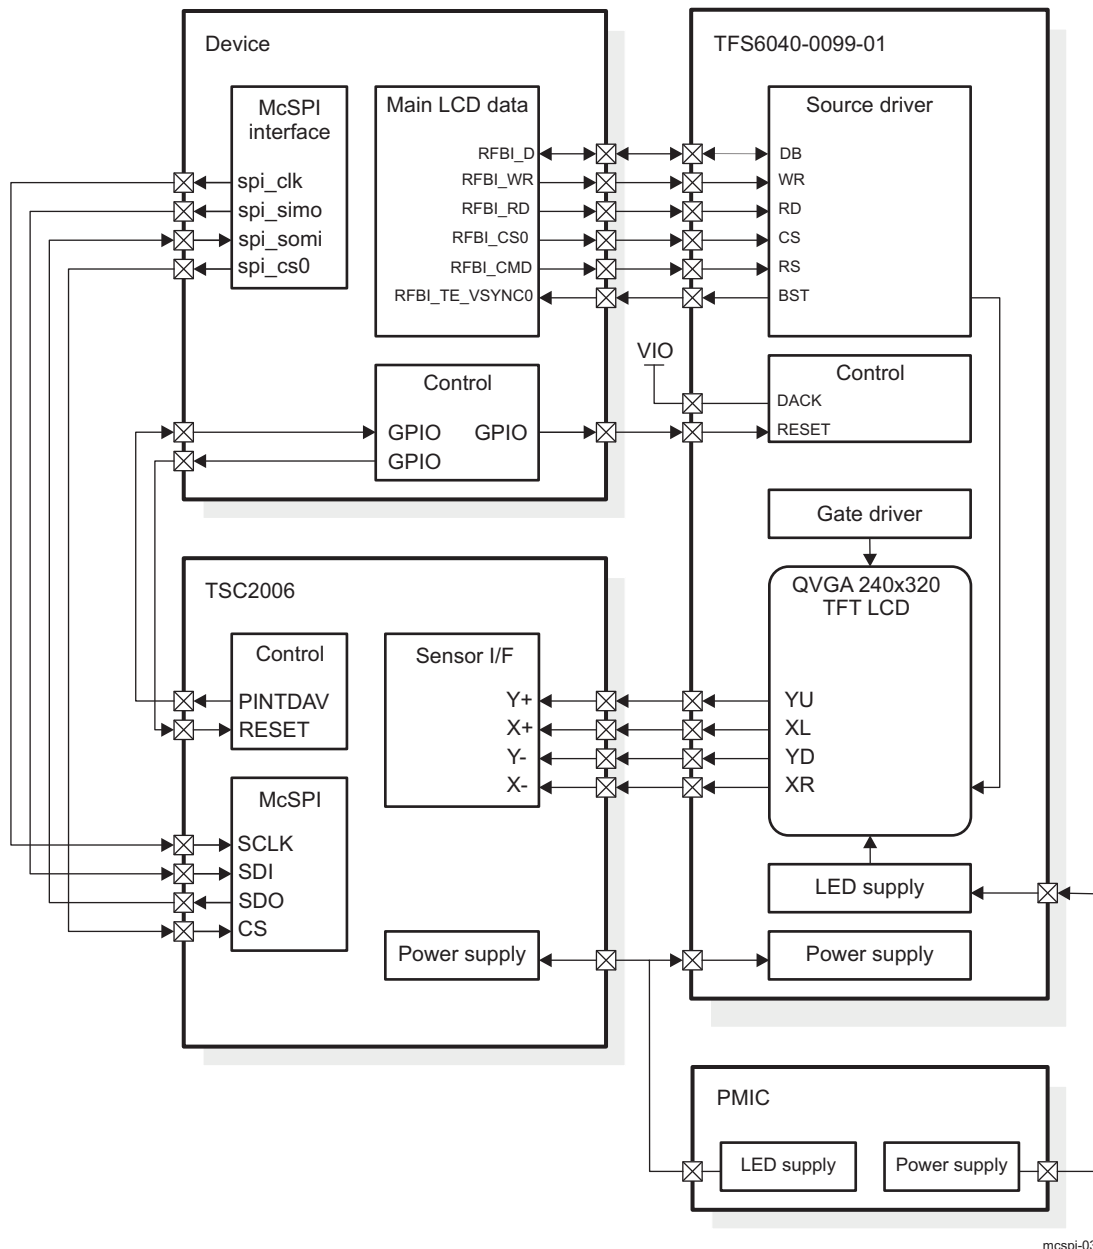 Device
McSPI
interface
spi_clk
spi_simo
spi_somi
spi_cs0
Main LCD data
RFBI_D
RFBI_WR
RFBI_RD
RFBI_CS0
RFBI_CMD
RFBI_TE_VSYNC0
Control
GPIO GPIO
GPIO
TFS6040-0099-01
Source driver
DB
WR
RD
CS
RS
BST
VIO
Control
DACK
RESET
Gate driver
QVGA 240x320
TFT LCD
YU
XL
YD
XR
LED supply
Power supply
TSC2006
Control
PINTDAV
RESET
Sensor I/F
Y+
X+
Y-
X-
McSPI
SCLK
SDI
SDO
CS
Power supply
PMIC
LED supply
Power supply
mcspi-03